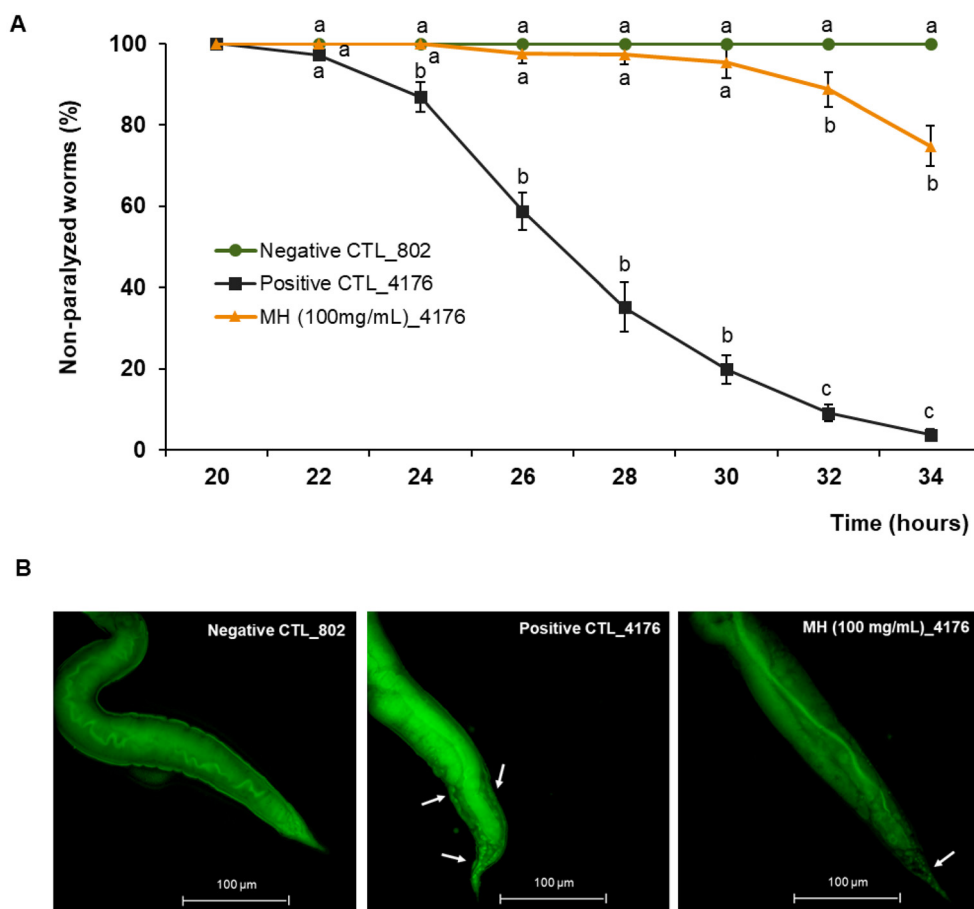 A
a a a a a a a
100
a a b a a a a b
80
b
60
b
40
b
20
c c
0
Non-paralyzed worms (%)
Negative CTL_802
Positive CTL_4176
MH (100mg/mL)_4176
20 22 24 26 28 30 32 34
Time (hours)
B
Negative CTL_802
Positive CTL_4176
MH (100 mg/mL)_4176
100 µm
100 µm
100 µm